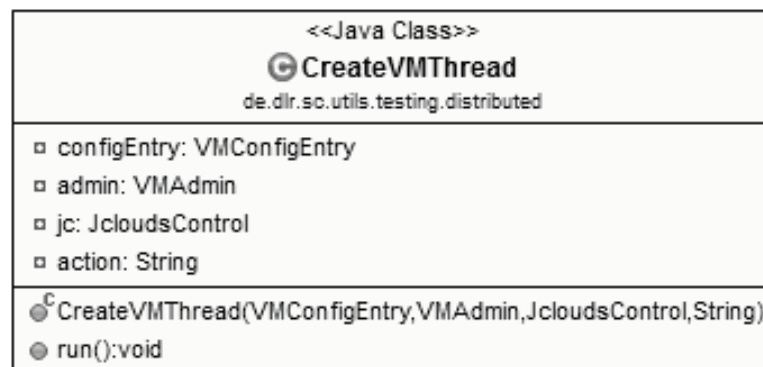 <<Java Class>>
C CreateVMThread
de.dlr.sc.utils.testing.distributed
configEntry: VMConfigEntry
admin: VMAdmin
jc: JcloudsControl
action: String
C CreateVMThread(VMConfigEntry,VMAdmin,JcloudsControl,String)
run():void